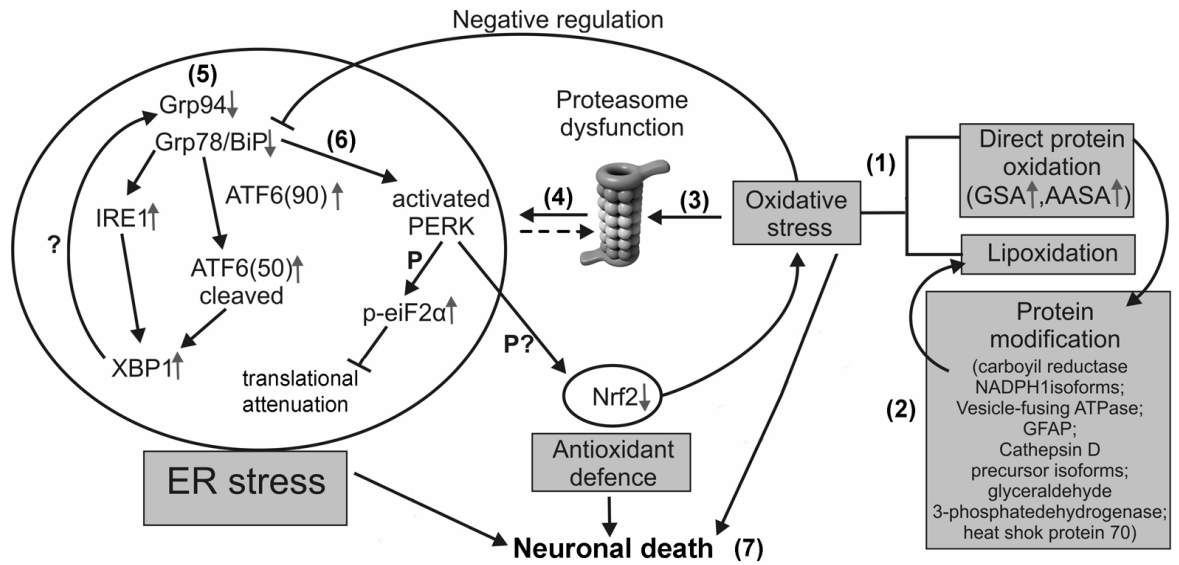 Negative regulation
(5)
Grp94↓
Grp78/BiP↓
(6)
ATF6(90)↑
IRE1↑
?
ATF6(50)↑
cleaved
XBP1↑
activated
PERK
P
p-eiF2α↑
translational
attenuation
P?
ER stress
Proteasome
dysfunction
(4)
(3)
Oxidative
stress
(1)
Direct protein
oxidation
(GSA↑,AASA↑)
Lipoxidation
Protein
modification
(carboyil reductase
NADPH1isoforms;
Vesicle-fusing ATPase;
GFAP;
Cathepsin D
precursor isoforms;
glyceraldehyde
3-phosphatedehydrogenase;
heat shok protein 70)
(2)
Nrf2↓
Antioxidant
defence
Neuronal death (7)